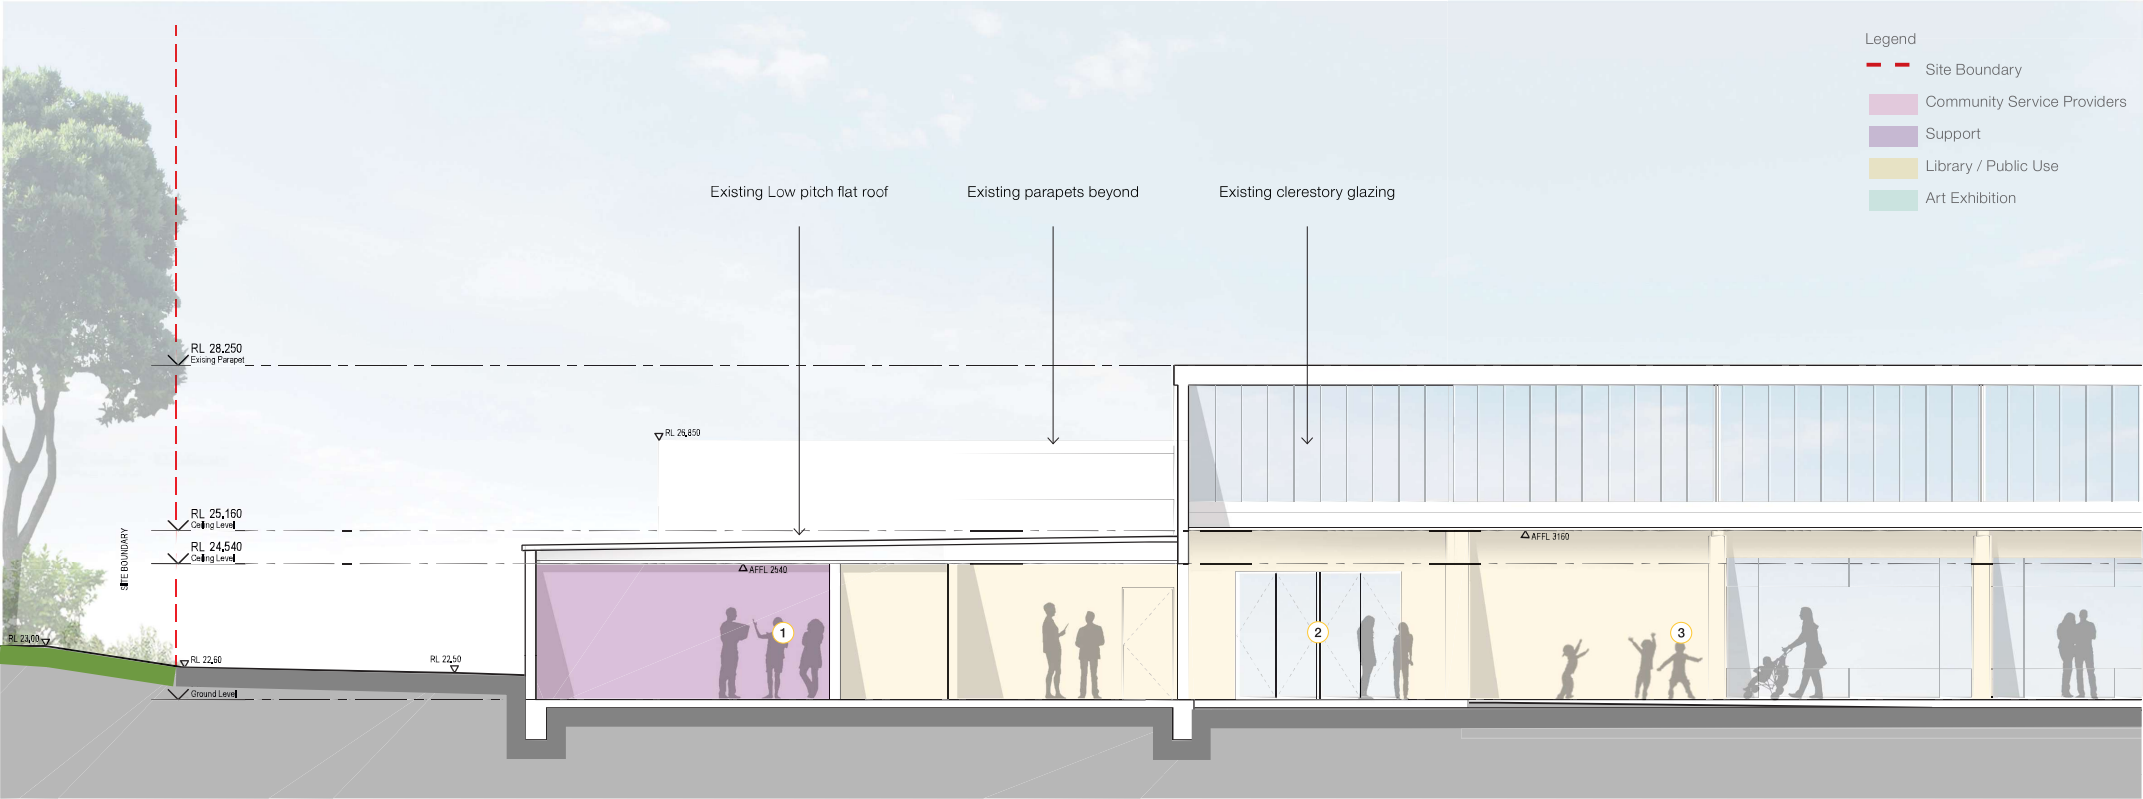 Legend
Site Boundary
Community Service Providers
Support
Library / Public Use
Art Exhibition
Existing Low pitch flat roof
Existing parapets beyond
Existing clerestory glazing
RL 28.250
Exising Parapet
RL 26.850
RL 25.160
Ceiling Level
RL 24.540
Ceiling Level
SITE BOUNDARY
AFFL 3160
AFFL 2540
1
2
3
RL 23.00
RL 22.60
RL 22.50
Ground Level